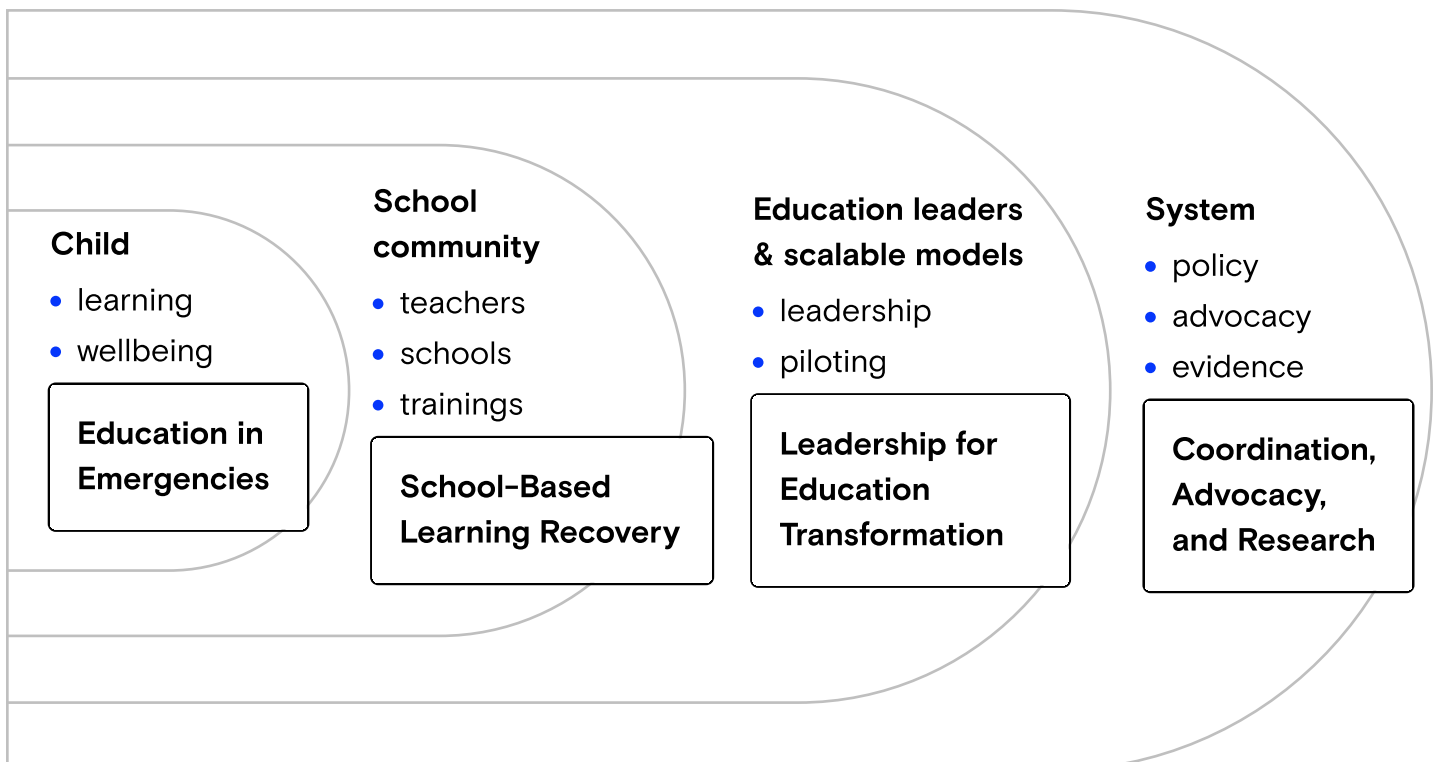 Child
learning
wellbeing
Education in
Emergencies
School
community
teachers
schools
trainings
School-Based
Learning Recovery
Education leaders
& scalable models
leadership
piloting
Leadership for
Education
Transformation
System
policy
advocacy
evidence
Coordination,
Advocacy,
and Research